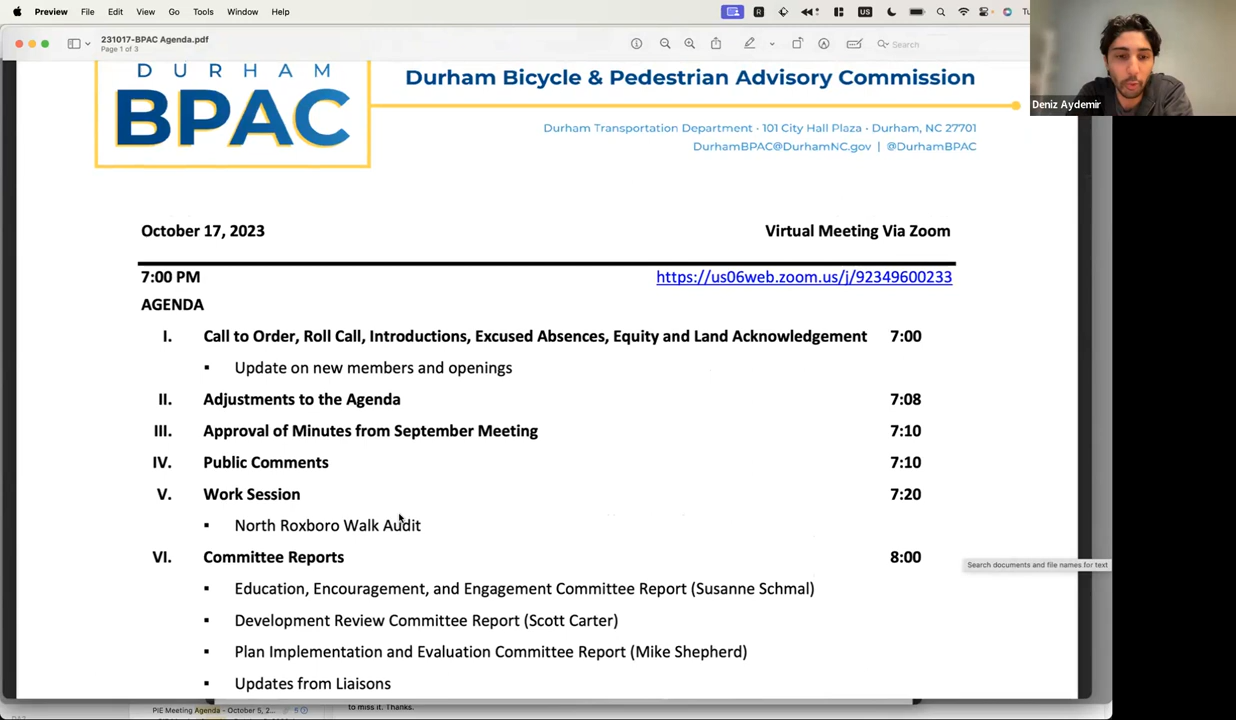 Preview File Edit View Go Tools Window Help
R US
231017-BPAC Agenda.pdf
Page 1 of 3
Search
Deniz Aydemir
DURHAM
BPAC
Durham Bicycle & Pedestrian Advisory Commission
Durham Transportation Department · 101 City Hall Plaza · Durham, NC 27701
DurhamBPAC@DurhamNC.gov | @DurhamBPAC
October 17, 2023 Virtual Meeting Via Zoom
7:00 PM https://us06web.zoom.us/j/92349600233
AGENDA
I. Call to Order, Roll Call, Introductions, Excused Absences, Equity and Land Acknowledgement 7:00
▪ Update on new members and openings
II. Adjustments to the Agenda 7:08
III. Approval of Minutes from September Meeting 7:10
IV. Public Comments 7:10
V. Work Session 7:20
▪ North Roxboro Walk Audit
VI. Committee Reports 8:00
Search documents and file names for text
▪ Education, Encouragement, and Engagement Committee Report (Susanne Schmal)
▪ Development Review Committee Report (Scott Carter)
▪ Plan Implementation and Evaluation Committee Report (Mike Shepherd)
▪ Updates from Liaisons
PIE Meeting Agenda - October 5, 2... 5
to miss it. Thanks.